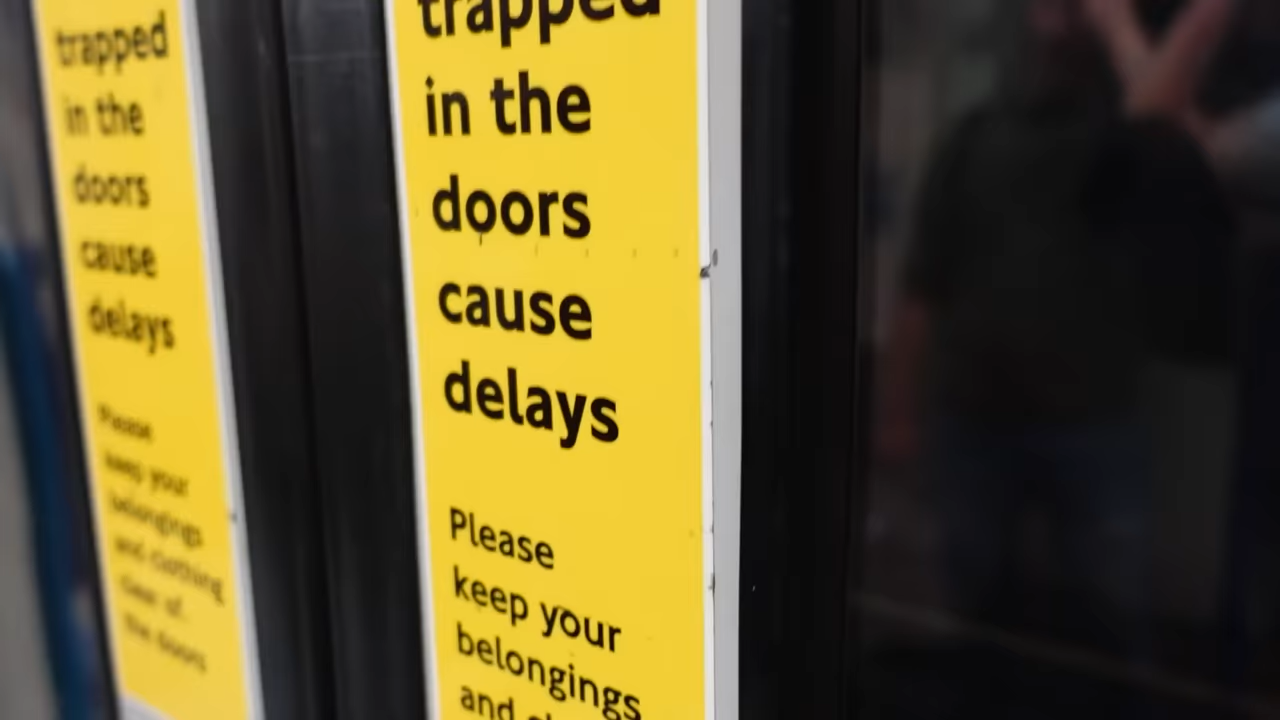 trapped
in the
doors
cause
delays
Please
keep your
belongings
and clothing
clear of
the doors
trapped
in the
doors
cause
delays
Please
keep your
belongings
and